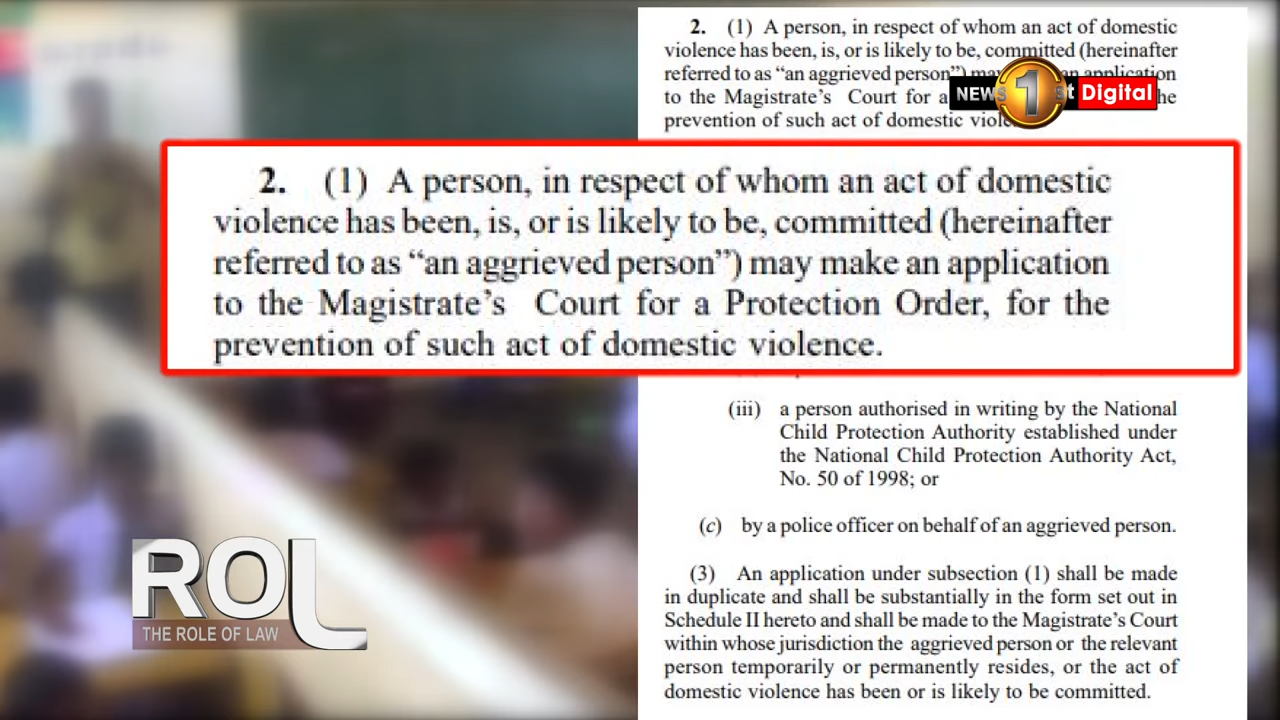 2. (1) A person, in respect of whom an act of domestic
violence has been, is, or is likely to be, committed (hereinafter
referred to as “an aggrieved person”) may an application
to the Magistrate’s Court for a he
prevention of such act of domestic viole
NEWS 1st Digital
2. (1) A person, in respect of whom an act of domestic
violence has been, is, or is likely to be, committed (hereinafter
referred to as “an aggrieved person”) may make an application
to the Magistrate’s Court for a Protection Order, for the
prevention of such act of domestic violence.
(iii) a person authorised in writing by the National
Child Protection Authority established under
the National Child Protection Authority Act,
No. 50 of 1998; or
(c) by a police officer on behalf of an aggrieved person.
(3) An application under subsection (1) shall be made
in duplicate and shall be substantially in the form set out in
Schedule II hereto and shall be made to the Magistrate’s Court
within whose jurisdiction the aggrieved person or the relevant
person temporarily or permanently resides, or the act of
domestic violence has been or is likely to be committed.
ROL
THE ROLE OF LAW